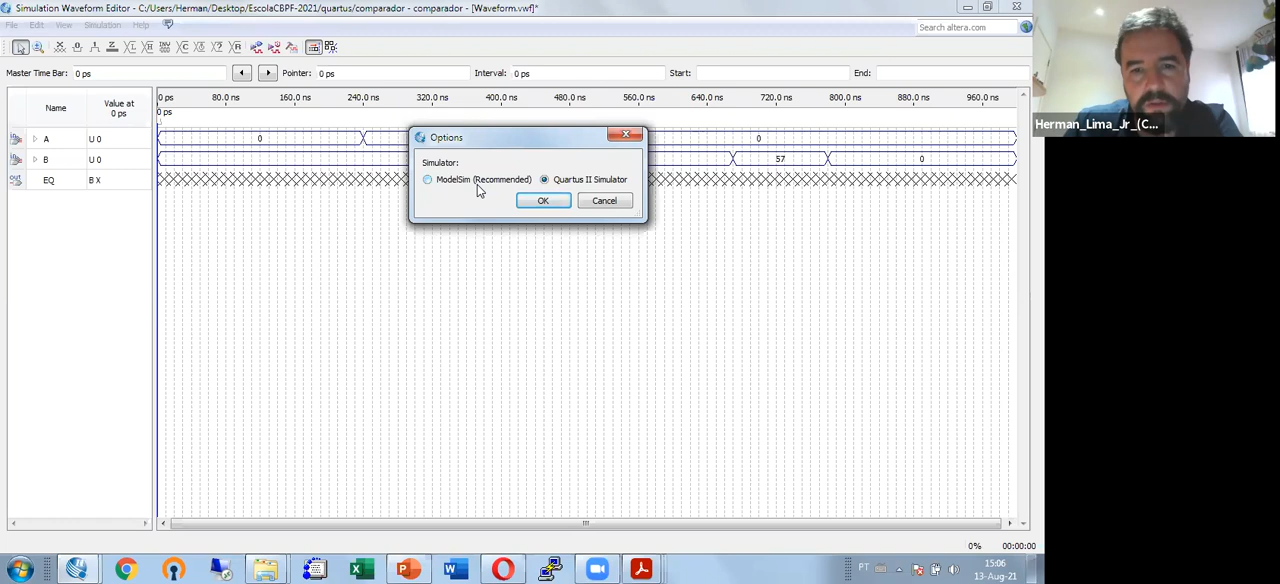 Simulation Waveform Editor - C:/Users/Herman/Desktop/EscolaCBPF-2021/quartus/comparador - comparador - [Waveform.vwf]*
File Edit View Simulation Help
Search altera.com
Master Time Bar: 0 ps Pointer: 0 ps Interval: 0 ps Start: End:
Name Value at 0 ps
0 ps 80.0 ns 160.0 ns 240.0 ns 320.0 ns 400.0 ns 480.0 ns 560.0 ns 640.0 ns 720.0 ns 800.0 ns 880.0 ns 960.0 ns
0 ps
A U 0 0 0
B U 0 57 0
EQ B X
Options
Simulator:
ModelSim (Recommended) Quartus II Simulator
OK Cancel
Herman_Lima_Jr_(C...
0% 00:00:00
PT 15:06
13-Aug-21